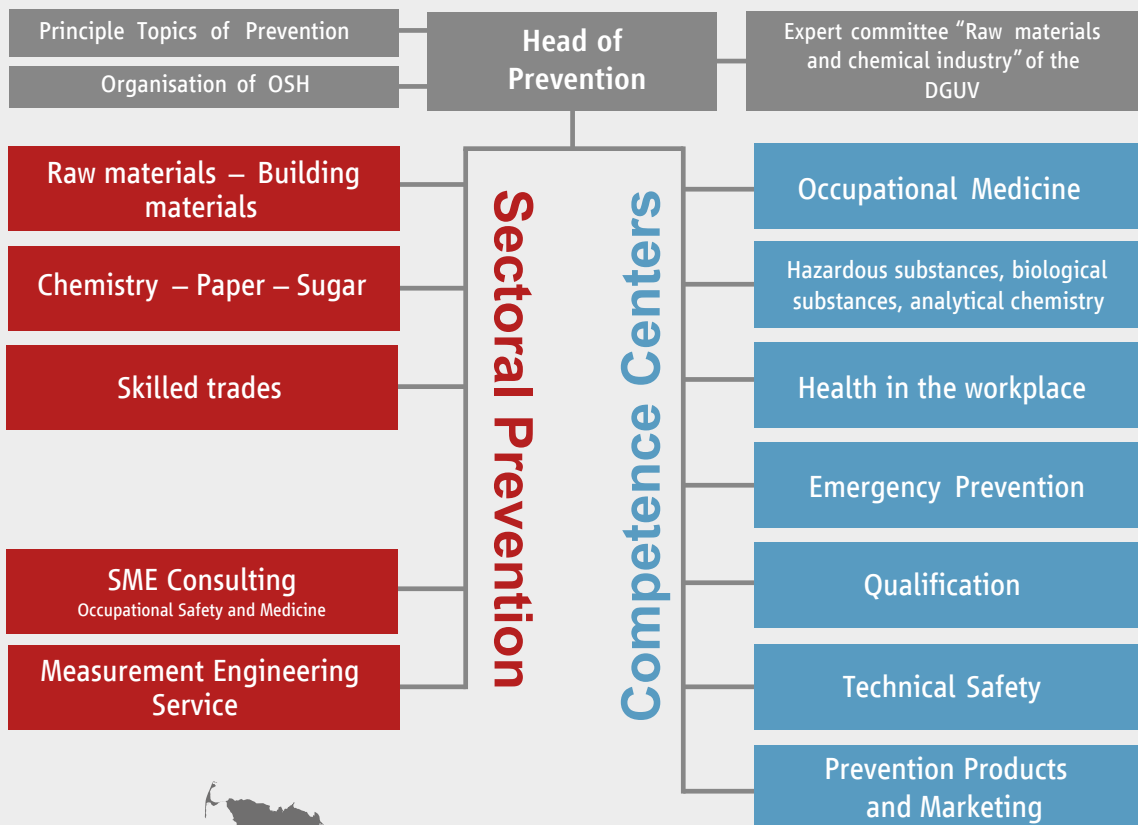 Principle Topics of Prevention
Organisation of OSH
Head of
Prevention
Expert committee “Raw materials
and chemical industry” of the
DGUV
Raw materials – Building
materials
Chemistry – Paper – Sugar
Skilled trades
SME Consulting
Occupational Safety and Medicine
Measurement Engineering
Service
Sectoral Prevention
Competence Centers
Occupational Medicine
Hazardous substances, biological
substances, analytical chemistry
Health in the workplace
Emergency Prevention
Qualification
Technical Safety
Prevention Products
and Marketing